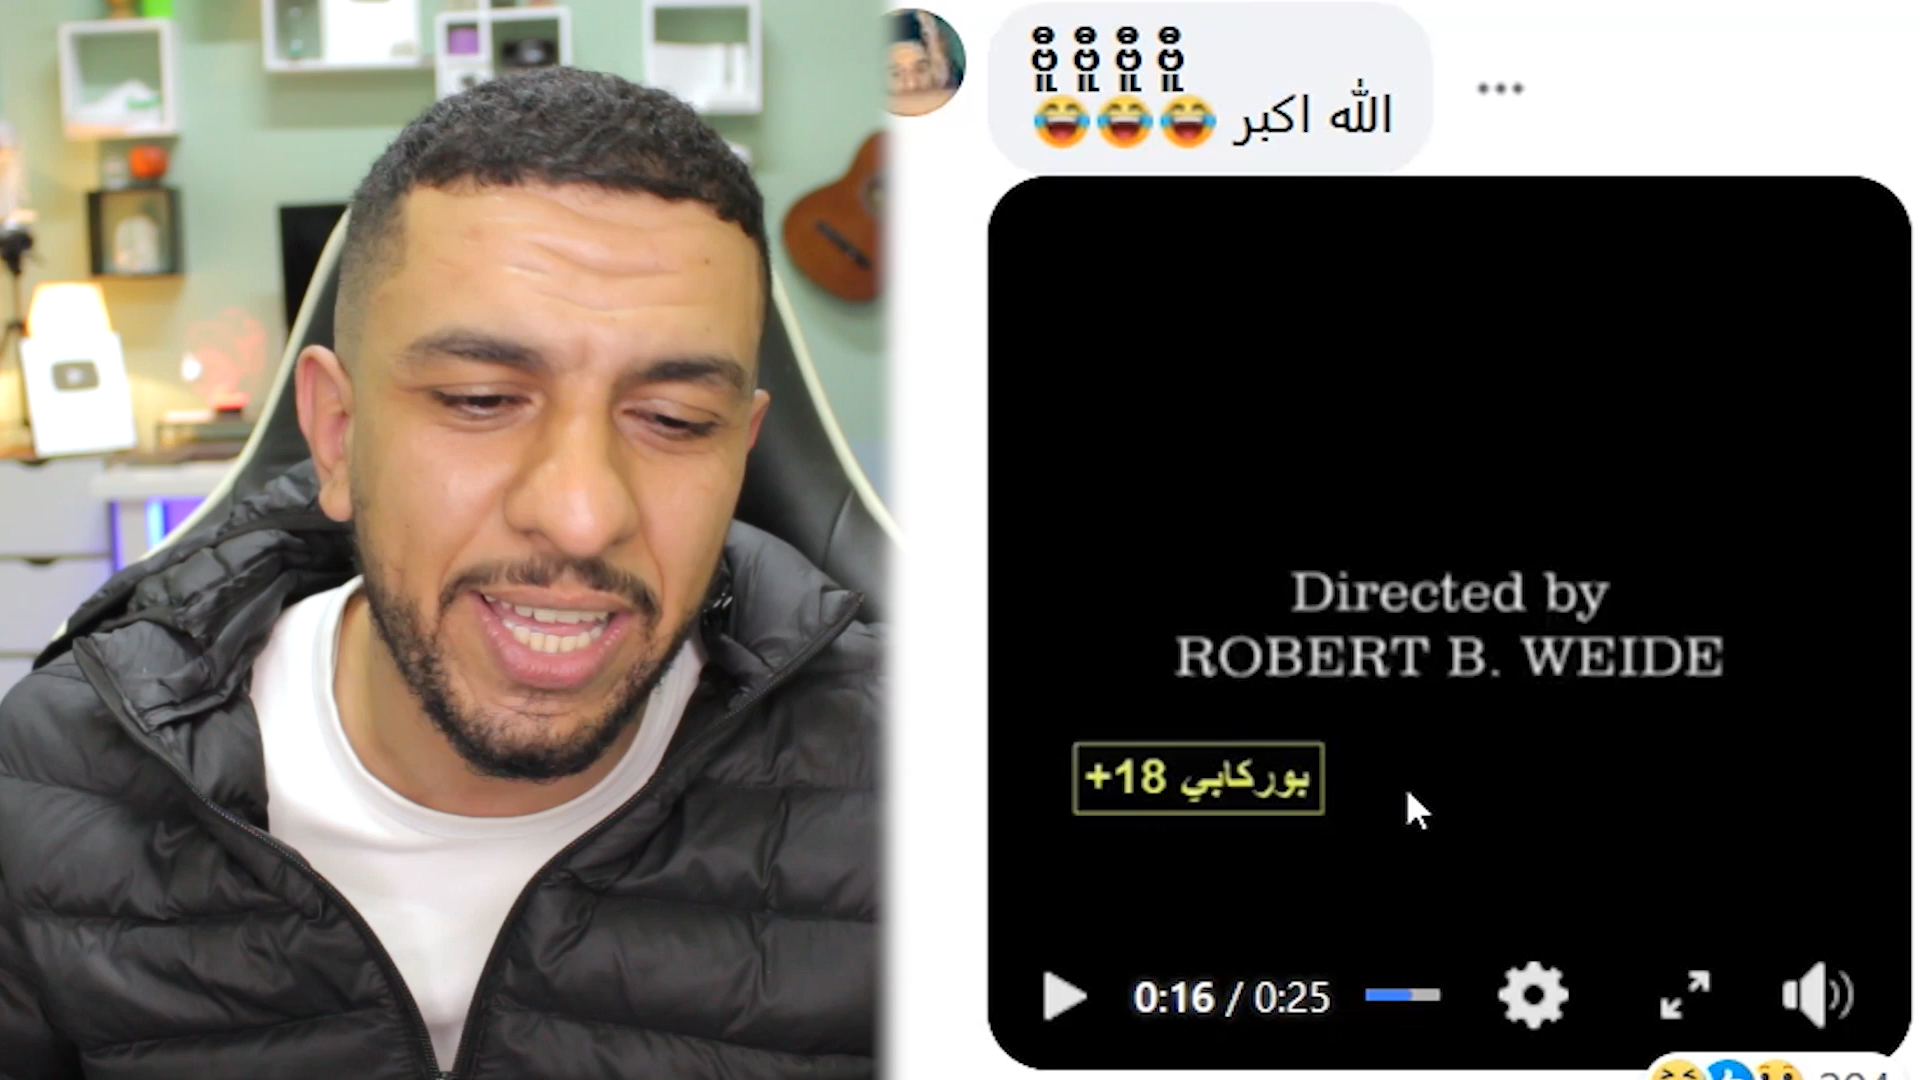 الله اكبر 😂😂😂
Directed by
ROBERT B. WEIDE
بوركابي 18+
0:16 / 0:25